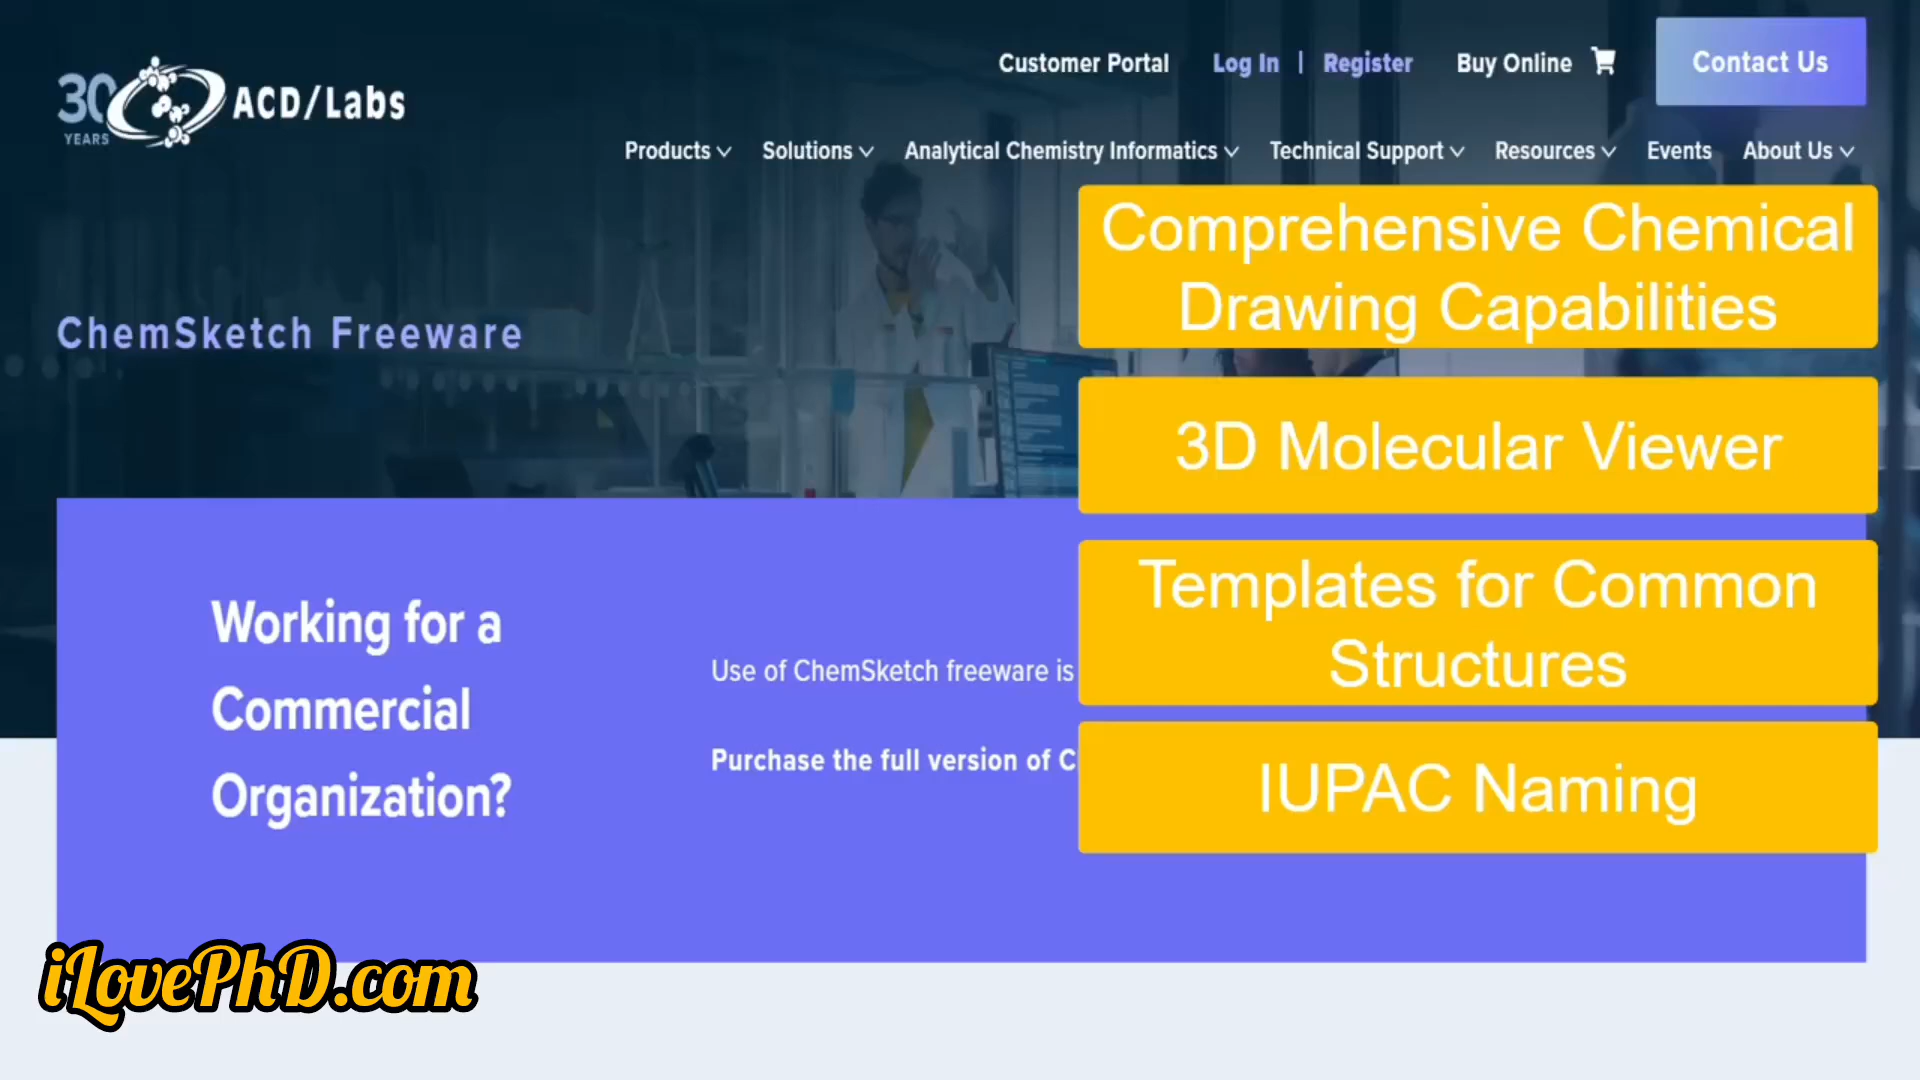 30
YEARS
ACD/Labs
Customer Portal
Log In | Register
Buy Online
Contact Us
Products
Solutions
Analytical Chemistry Informatics
Technical Support
Resources
Events
About Us
ChemSketch Freeware
Comprehensive Chemical
Drawing Capabilities
3D Molecular Viewer
Templates for Common
Structures
IUPAC Naming
Working for a
Commercial
Organization?
Use of ChemSketch freeware is
Purchase the full version of C
iLovePhD.com